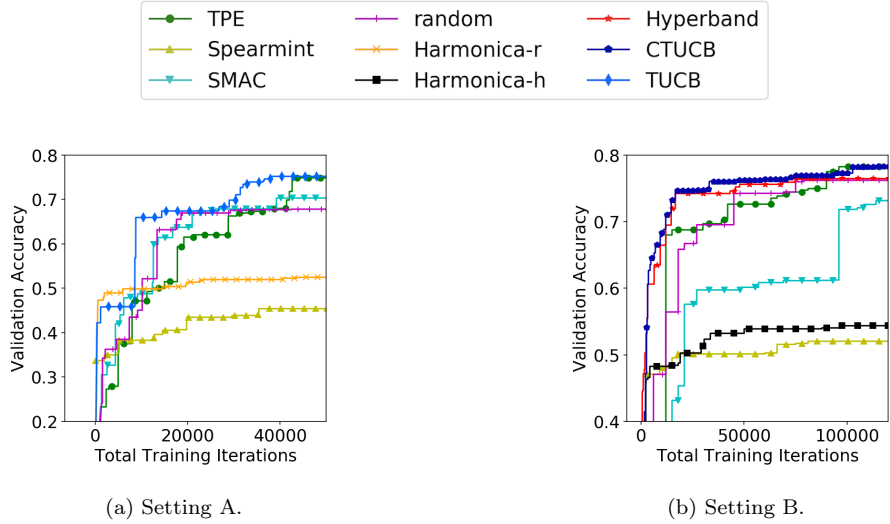 TPE random Hyperband
Spearmint Harmonica-r CTUCB
SMAC Harmonica-h TUCB
0.8
0.7
0.6
0.5
0.4
0.3
0.2
Validation Accuracy
0 20000 40000
Total Training Iterations
(a) Setting A.
0.8
0.7
0.6
0.5
0.4
Validation Accuracy
0 50000 100000
Total Training Iterations
(b) Setting B.